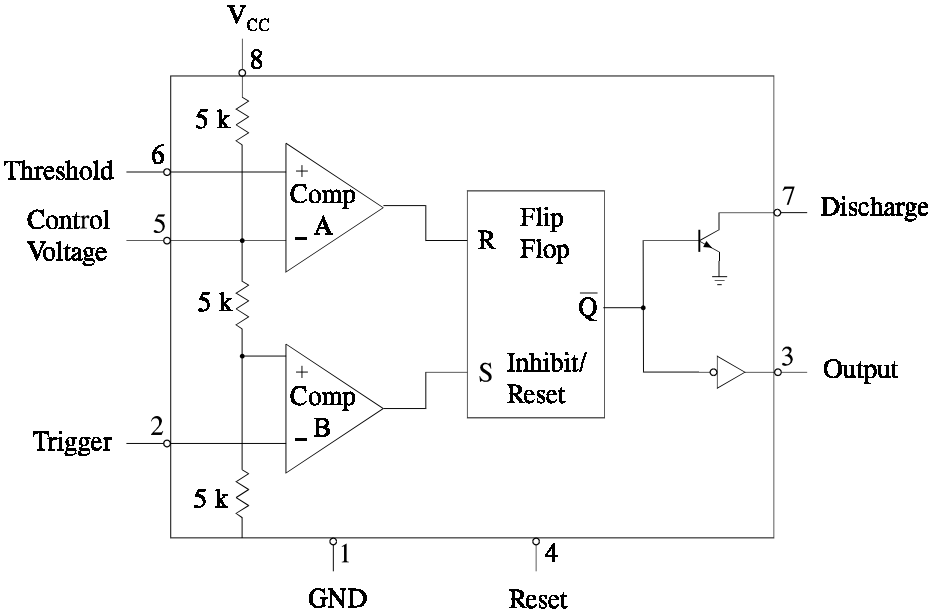 V_CC
8
5 k
6
Threshold
+
Comp
A
-
Control
Voltage
5
5 k
+
Comp
B
-
Trigger
2
5 k
R
Flip
Flop
Q̅
S
Inhibit/
Reset
7
Discharge
3
Output
1
GND
4
Reset